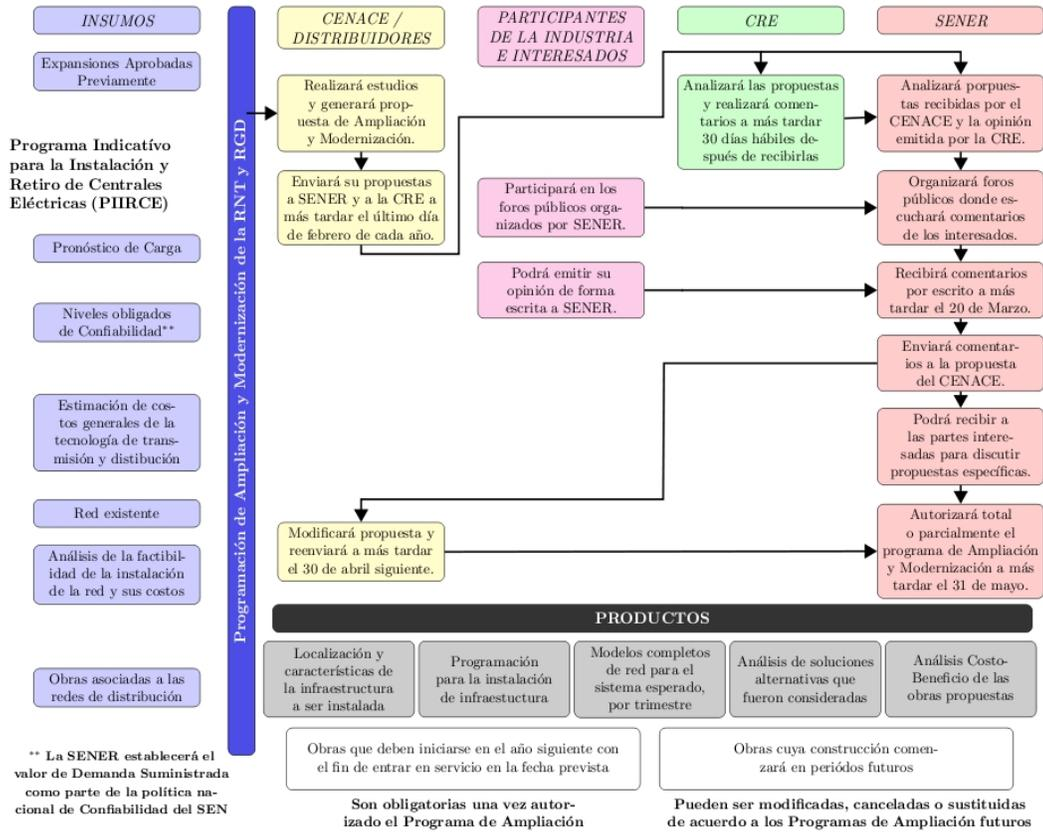 INSUMOS
Expansiones Aprobadas
Previamente
Programa Indicatívo
para la Instalación y
Retiro de Centrales
Eléctricas (PIIRCE)
Pronóstico de Carga
Niveles obligados
de Confiabilidad**
Estimación de cos-
tos generales de la
tecnología de trans-
misión y distibución
Red existente
Análisis de la factibil-
idad de la instalación
de la red y sus costos
Obras asociadas a las
redes de distribución
** La SENER establecerá el
valor de Demanda Suministrada
como parte de la política na-
cional de Confiabilidad del SEN
Programación de Ampliación y Modernización de la RNT y RGD
CENACE /
DISTRIBUIDORES
Realizará estudios
y generará prop-
uesta de Ampliación
y Modernización.
Enviará su propuestas
a SENER y a la CRE a
más tardar el último día
de febrero de cada año.
Modificará propuesta y
reenviará a más tardar
el 30 de abril siguiente.
PARTICIPANTES
DE LA INDUSTRIA
E INTERESADOS
Participará en los
foros públicos orga-
nizados por SENER.
Podrá emitir su
opinión de forma
escrita a SENER.
CRE
Analizará las propuestas
y realizará comen-
tarios a más tardar
30 días hábiles de-
spués de recibirlas
SENER
Analizará porpues-
tas recibidas por el
CENACE y la opinión
emitida por la CRE.
Organizará foros
públicos donde es-
cuchará comentarios
de los interesados.
Recibirá comentarios
por escrito a más
tardar el 20 de Marzo.
Enviará comentar-
ios a la propuesta
del CENACE.
Podrá recibir a
las partes intere-
sadas para discutir
propuestas específicas.
Autorizará total
o parcialmente el
programa de Ampliación
y Modernización a más
tardar el 31 de mayo.
PRODUCTOS
Localización y
características de
la infraestructura
a ser instalada
Programación
para la instalación
de infraestuctura
Modelos completos
de red para el
sistema esperado,
por trimestre
Análisis de soluciones
alternativas que
fueron consideradas
Análisis Costo-
Beneficio de las
obras propuestas
Obras que deben iniciarse en el año siguiente con
el fin de entrar en servicio en la fecha prevista
Son obligatorias una vez autor-
izado el Programa de Ampliación
Obras cuya construcción comen-
zará en periódos futuros
Pueden ser modificadas, canceladas o sustituidas
de acuerdo a los Programas de Ampliación futuros